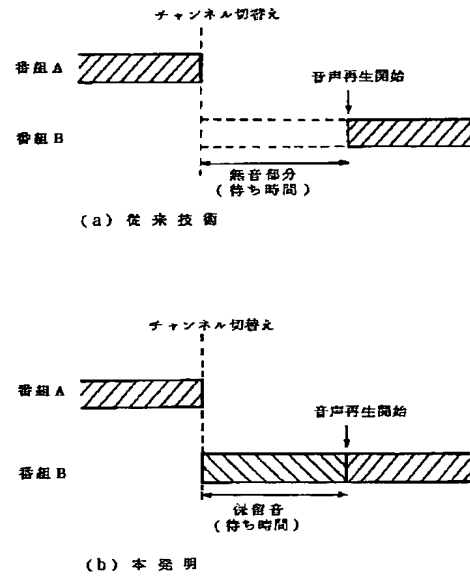 チャンネル切替え
番組A
音声再生開始
番組B
無音部分
(待ち時間)
(a) 従来技術
チャンネル切替え
番組A
音声再生開始
番組B
保留音
(待ち時間)
(b) 本発明